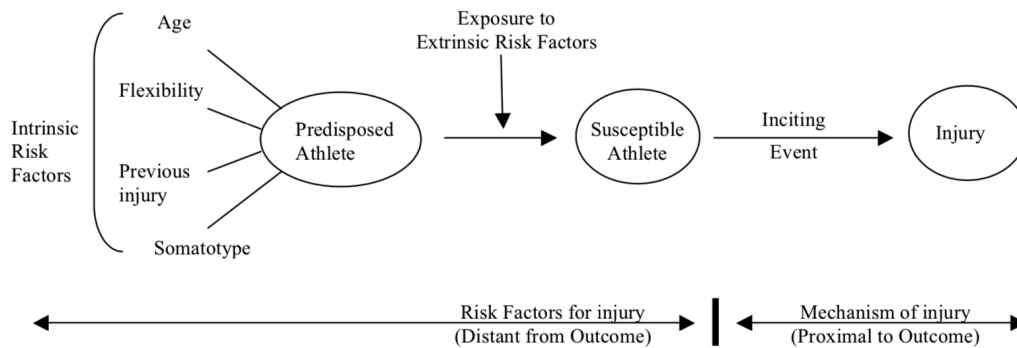 Intrinsic
Risk
Factors
Age
Flexibility
Previous
injury
Somatotype
Predisposed
Athlete
Exposure to
Extrinsic Risk Factors
Susceptible
Athlete
Inciting
Event
Injury
Risk Factors for injury
(Distant from Outcome)
Mechanism of injury
(Proximal to Outcome)